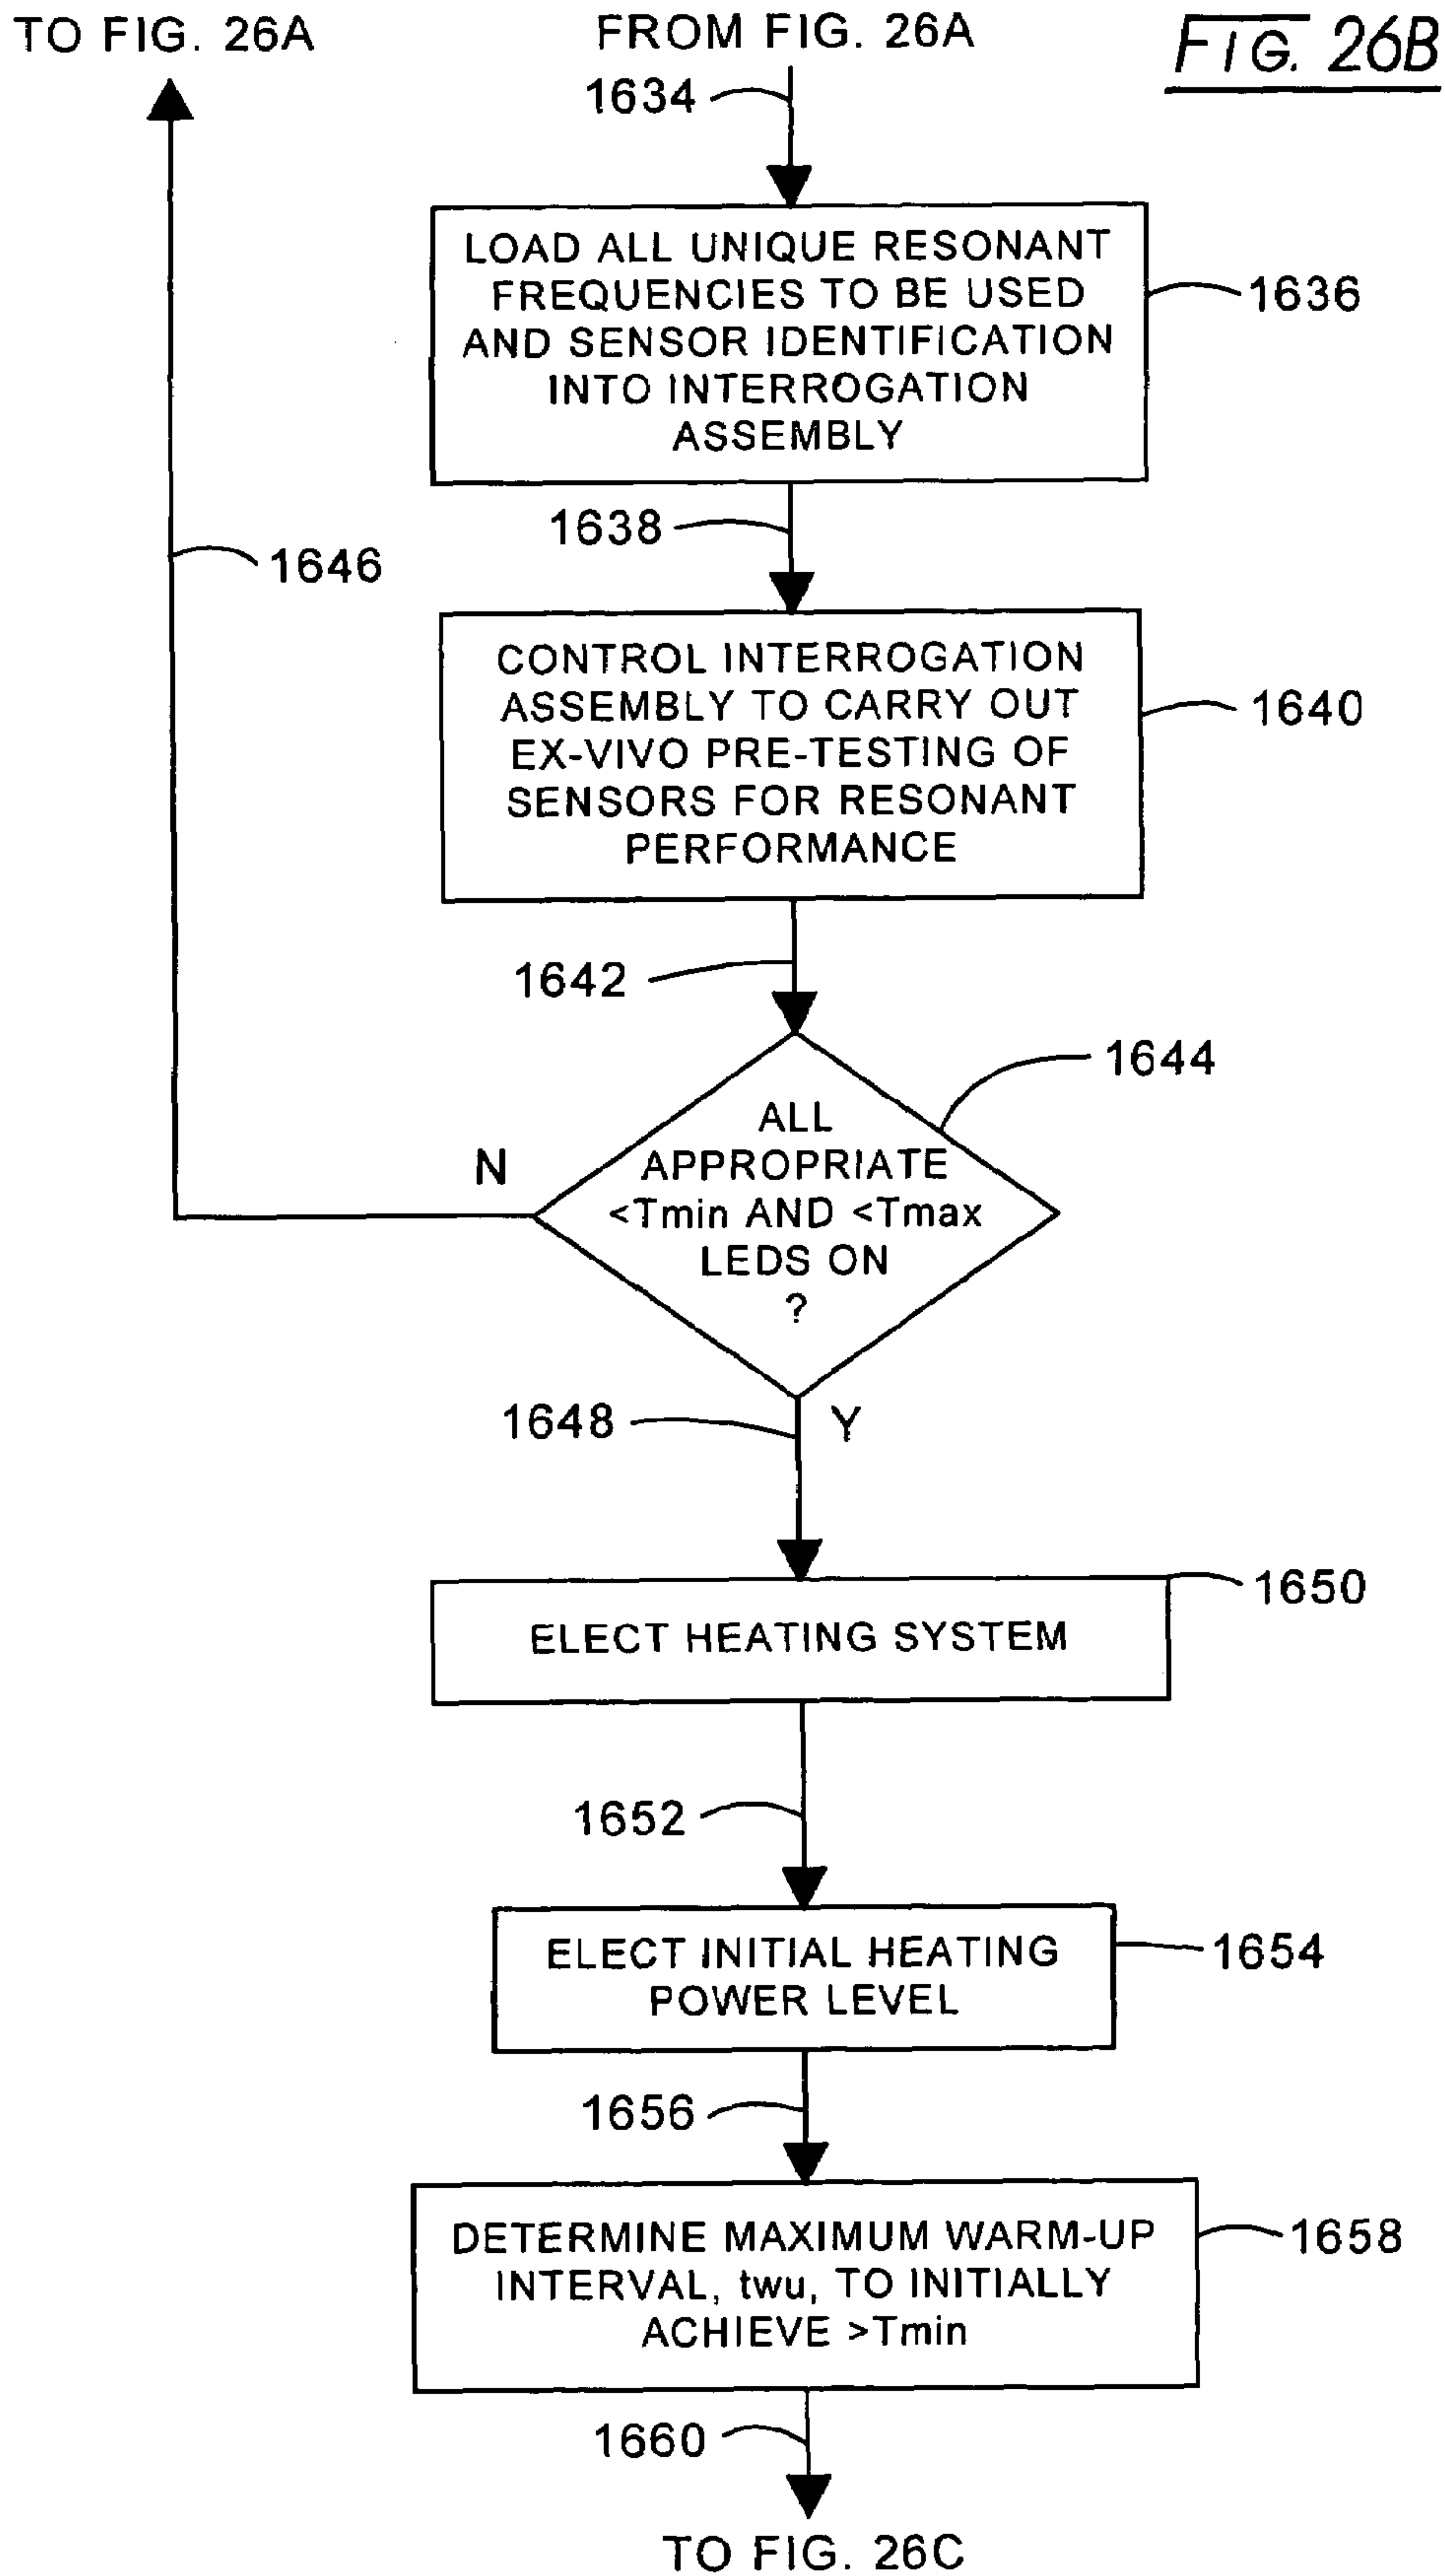 TO FIG. 26A
FROM FIG. 26A
FIG. 26B
1634
LOAD ALL UNIQUE RESONANT
FREQUENCIES TO BE USED
AND SENSOR IDENTIFICATION
INTO INTERROGATION
ASSEMBLY
1636
1638
1646
CONTROL INTERROGATION
ASSEMBLY TO CARRY OUT
EX-VIVO PRE-TESTING OF
SENSORS FOR RESONANT
PERFORMANCE
1640
1642
1644
ALL
APPROPRIATE
<Tmin AND <Tmax
LEDS ON
?
N
1648
Y
ELECT HEATING SYSTEM
1650
1652
ELECT INITIAL HEATING
POWER LEVEL
1654
1656
DETERMINE MAXIMUM WARM-UP
INTERVAL, twu, TO INITIALLY
ACHIEVE >Tmin
1658
1660
TO FIG. 26C